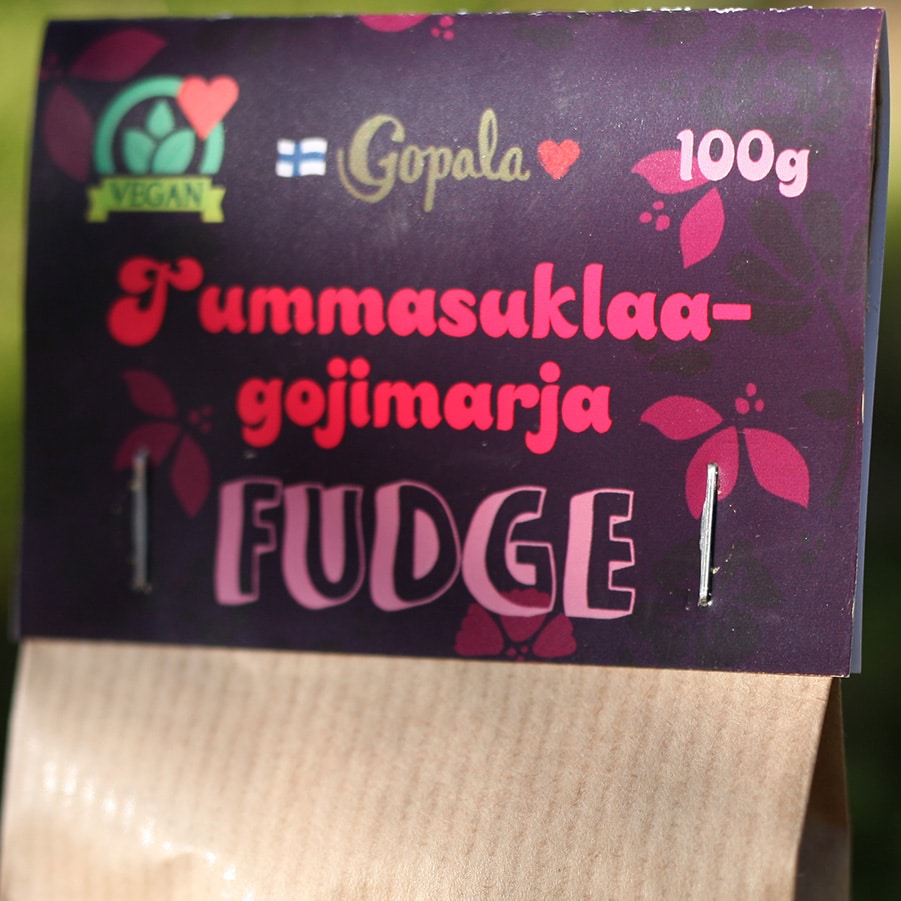 VEGAN
Gopala
100g
Tummasuklaa-
gojimarja
FUDGE